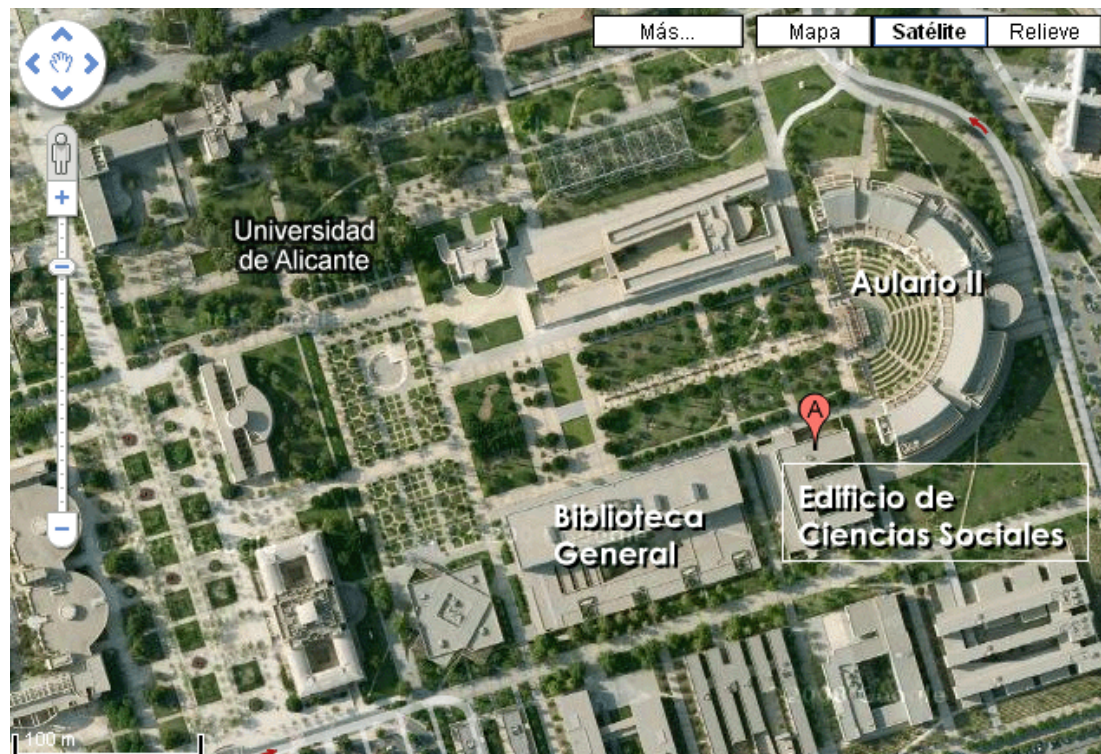 Más...
Mapa
Satélite
Relieve
Universidad
de Alicante
Aulario II
A
Biblioteca
General
Edificio de
Ciencias Sociales
100 m